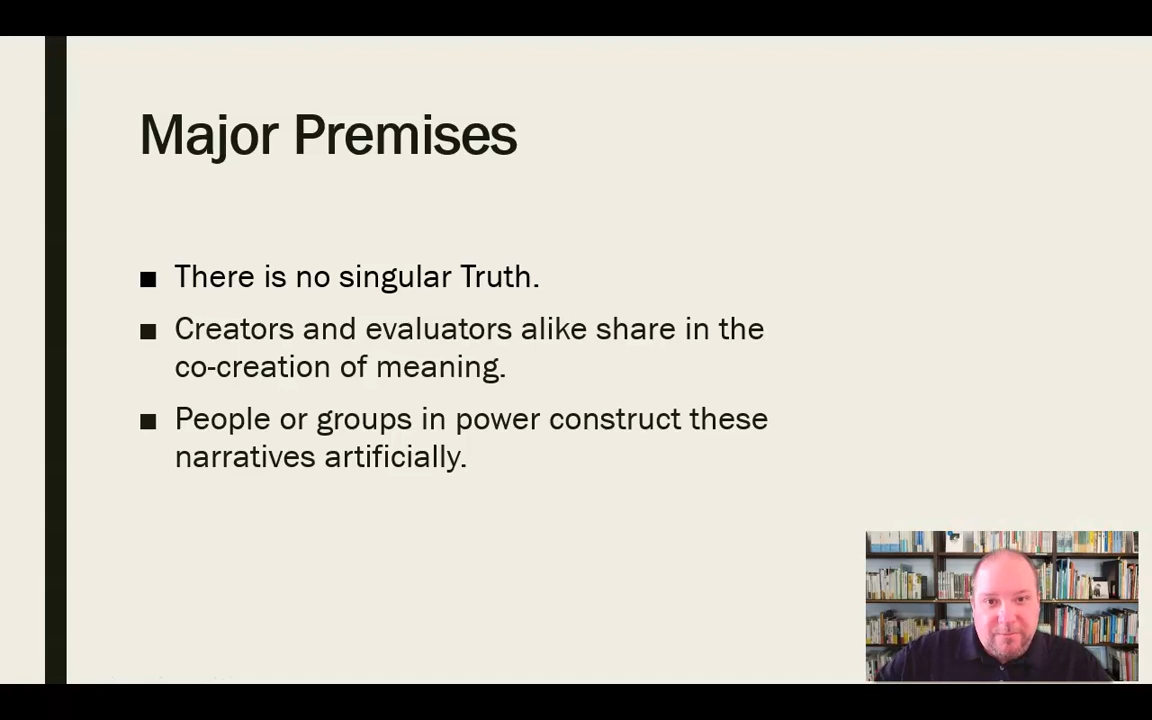 Major Premises
■ There is no singular Truth.
■ Creators and evaluators alike share in the
co-creation of meaning.
■ People or groups in power construct these
narratives artificially.